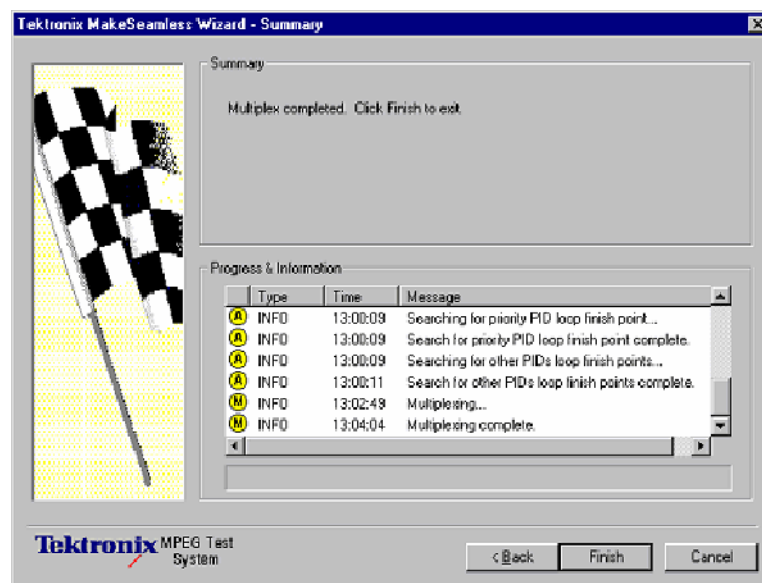 Tektronix MakeSeamless Wizard - Summary
Summary
Multiplex completed. Click Finish to exit.
Progress & Information
Type Time Message
A INFO 13:00:09 Searching for priority PID loop finish point...
A INFO 13:00:09 Search for priority PID loop finish point complete.
A INFO 13:00:09 Searching for other PIDs loop finish points...
A INFO 13:00:11 Search for other PIDs loop finish points complete.
M INFO 13:02:49 Multiplexing...
M INFO 13:04:04 Multiplexing complete.
Tektronix MPEG Test
System
< Back Finish Cancel